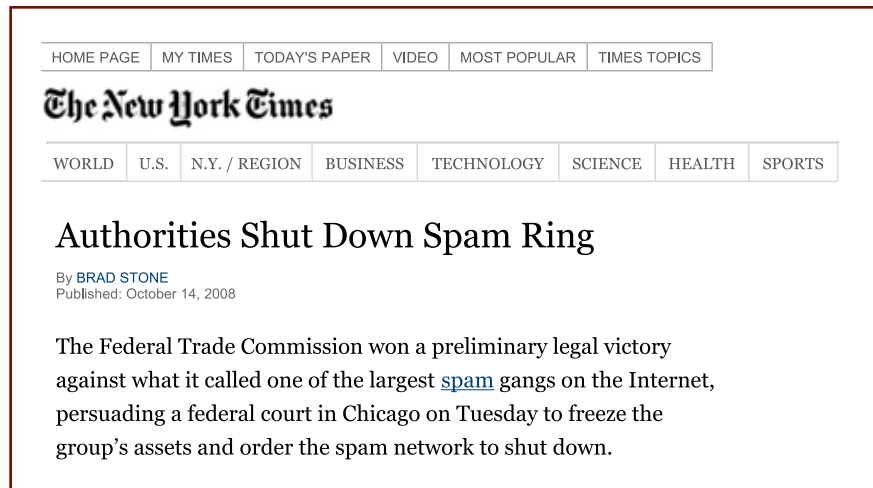 HOME PAGE MY TIMES TODAY'S PAPER VIDEO MOST POPULAR TIMES TOPICS
The New York Times
WORLD U.S. N.Y. / REGION BUSINESS TECHNOLOGY SCIENCE HEALTH SPORTS
Authorities Shut Down Spam Ring
By BRAD STONE
Published: October 14, 2008
The Federal Trade Commission won a preliminary legal victory
against what it called one of the largest spam gangs on the Internet,
persuading a federal court in Chicago on Tuesday to freeze the
group’s assets and order the spam network to shut down.